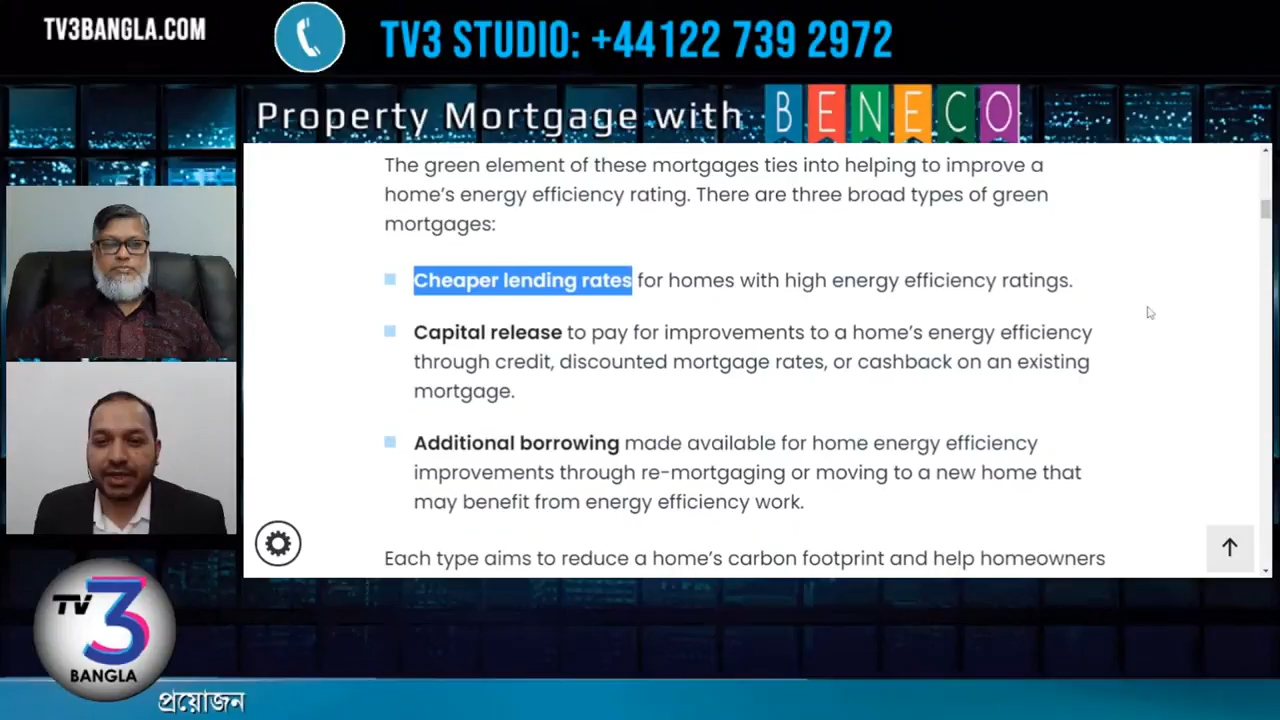 TV3BANGLA.COM
TV3 STUDIO: +44122 739 2972
Property Mortgage with BENECO
The green element of these mortgages ties into helping to improve a
home's energy efficiency rating. There are three broad types of green
mortgages:
Cheaper lending rates for homes with high energy efficiency ratings.
Capital release to pay for improvements to a home's energy efficiency
through credit, discounted mortgage rates, or cashback on an existing
mortgage.
Additional borrowing made available for home energy efficiency
improvements through re-mortgaging or moving to a new home that
may benefit from energy efficiency work.
Each type aims to reduce a home's carbon footprint and help homeowners
TV3
BANGLA
প্রয়োজন